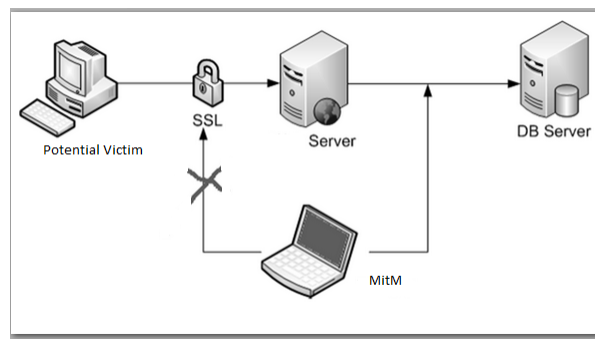 SSL
Server
DB Server
Potential Victim
MitM